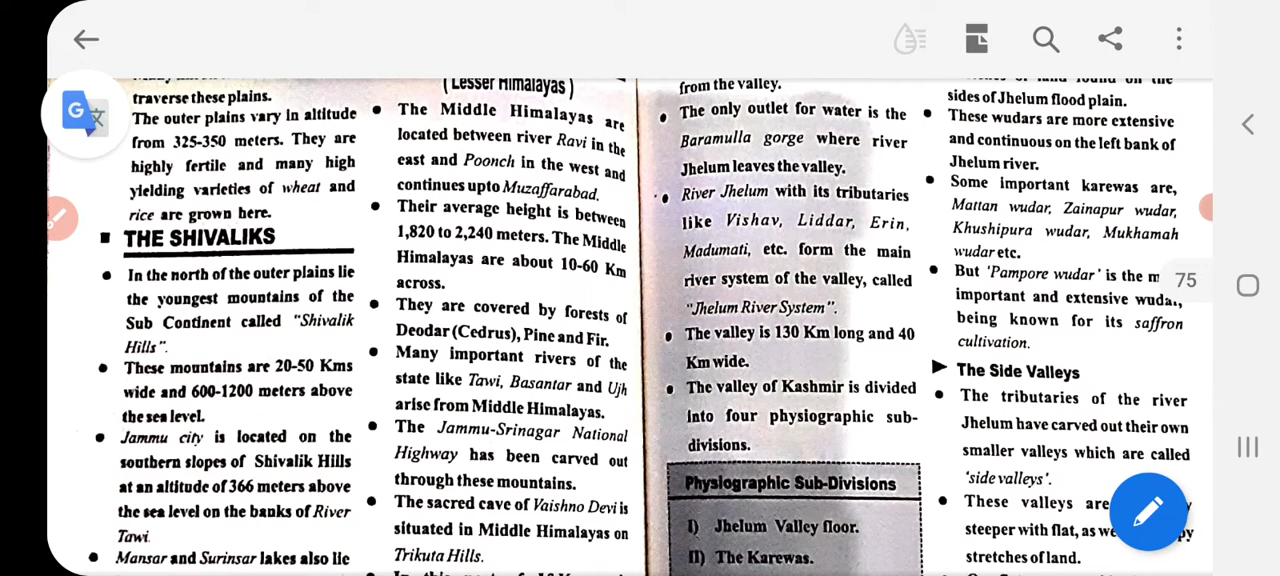 traverse these plains.
The outer plains vary in altitude
from 325-350 meters. They are
highly fertile and many high
yielding varieties of wheat and
rice are grown here.
THE SHIVALIKS
In the north of the outer plains lie
the youngest mountains of the
Sub Continent called "Shivalik
Hills".
These mountains are 20-50 Kms
wide and 600-1200 meters above
the sea level.
Jammu city is located on the
southern slopes of Shivalik Hills
at an altitude of 366 meters above
the sea level on the banks of River
Tawi.
Mansar and Surinsar lakes also lie
(Lesser Himalayas)
The Middle Himalayas are
located between river Ravi in the
east and Poonch in the west and
continues upto Muzaffarabad.
Their average height is between
1,820 to 2,240 meters. The Middle
Himalayas are about 10-60 Km
across.
They are covered by forests of
Deodar (Cedrus), Pine and Fir.
Many important rivers of the
state like Tawi, Basantar and Ujh
arise from Middle Himalayas.
The Jammu-Srinagar National
Highway has been carved out
through these mountains.
The sacred cave of Vaishno Devi is
situated in Middle Himalayas on
Trikuta Hills.
from the valley.
The only outlet for water is the
Baramulla gorge where river
Jhelum leaves the valley.
River Jhelum with its tributaries
like Vishav, Liddar, Erin,
Madumati, etc. form the main
river system of the valley, called
"Jhelum River System".
The valley is 130 Km long and 40
Km wide.
The valley of Kashmir is divided
into four physiographic sub-
divisions.
Physiographic Sub-Divisions
I) Jhelum Valley floor.
II) The Karewas.
of land found on the
sides of Jhelum flood plain.
These wudars are more extensive
and continuous on the left bank of
Jhelum river.
Some important karewas are,
Mattan wudar, Zainapur wudar,
Khushipura wudar, Mukhamah
wudar etc.
But 'Pampore wudar' is the m
important and extensive wudar,
being known for its saffron
cultivation.
The Side Valleys
The tributaries of the river
Jhelum have carved out their own
smaller valleys which are called
'side valleys'.
These valleys are
steeper with flat, as we
stretches of land.
75
G